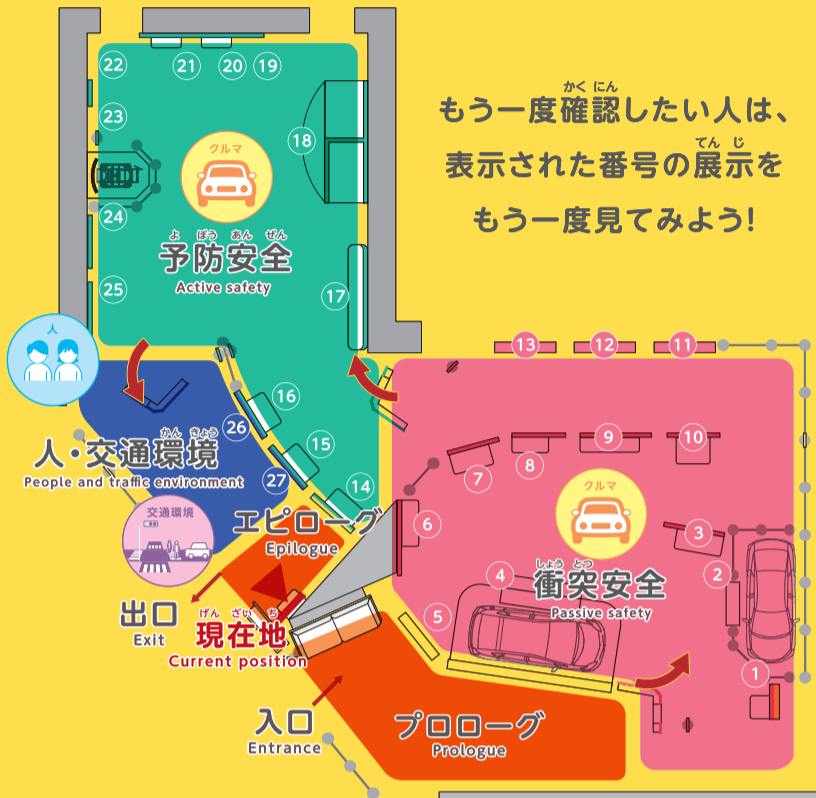 もう一度確認したい人は、
かくにん
表示された番号の展示を
てんじ
もう一度見てみよう!
22
21
20
19
23
クルマ
18
24
よぼうあんぜん
予防安全
Active safety
25
17
人
13
12
11
16
26
かんきょう
人・交通環境
People and traffic environment
15
27
14
10
9
8
7
クルマ
交通環境
エピローグ
Epilogue
6
3
しょうとつ
衝突安全
Passive safety
4
2
5
1
出口
Exit
げんざいち
現在地
Current position
入口
Entrance
プロローグ
Prologue